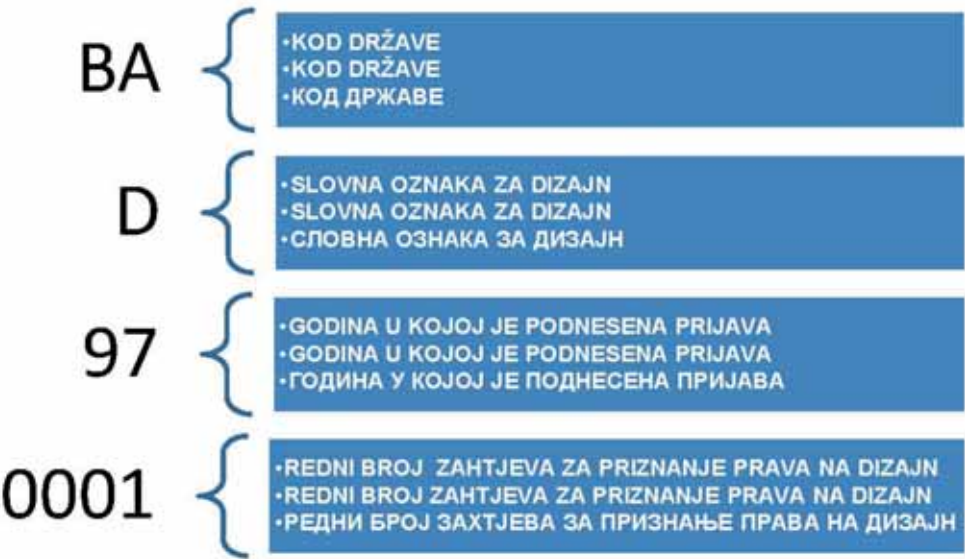 BA
•KOD DRŽAVE
•KOD DRŽAVE
•КОД ДРЖАВЕ
D
•SLOVNA OZNAKA ZA DIZAJN
•SLOVNA OZNAKA ZA DIZAJN
•СЛОВНА ОЗНАКА ЗА ДИЗАЈН
97
•GODINA U KOJOJ JE PODNESENA PRIJAVA
•GODINA U KOJOJ JE PODNESENA PRIJAVA
•ГОДИНА У КОЈОЈ ЈЕ ПОДНЕСЕНА ПРИЈАВА
0001
•REDNI BROJ ZAHTJEVA ZA PRIZNANJE PRAVA NA DIZAJN
•REDNI BROJ ZAHTJEVA ZA PRIZNANJE PRAVA NA DIZAJN
•РЕДНИ БРОЈ ЗАХТЈЕВА ЗА ПРИЗНАЊЕ ПРАВА НА ДИЗАЈН